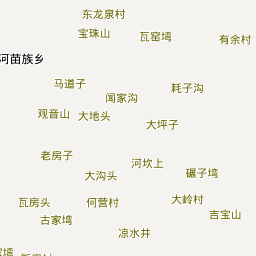 东龙泉村
宝珠山
瓦窑塆
有余村
河苗族乡
马道子
耗子沟
闻家沟
观音山
大地头
大坪子
老房子
河坎上
大沟头
碾子塆
瓦房头
何营村
大岭村
古家塆
吉宝山
凉水井